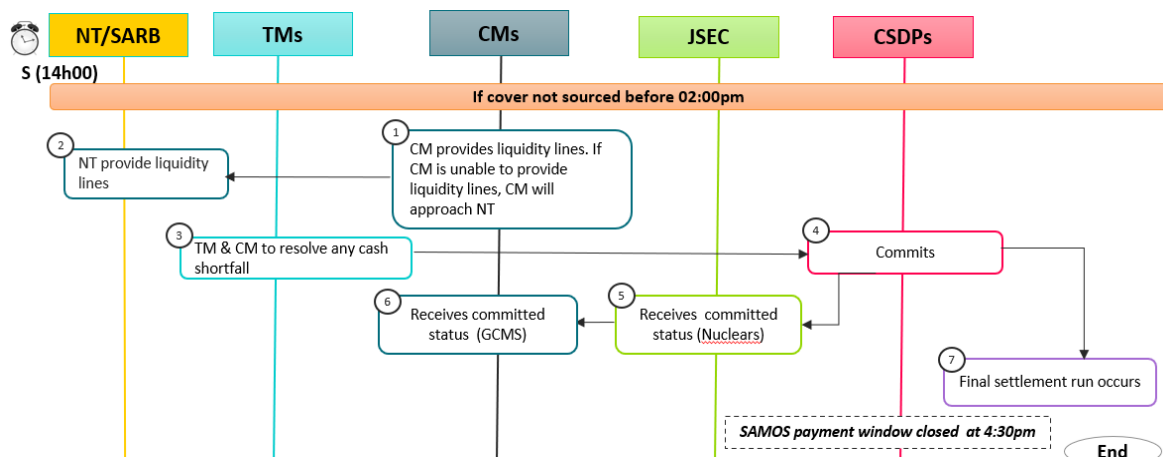 NT/SARB
TMs
CMs
JSEC
CSDPs
S (14h00)
If cover not sourced before 02:00pm
1
CM provides liquidity lines. If
CM is unable to provide
liquidity lines, CM will
approach NT
2
NT provide liquidity
lines
3
TM & CM to resolve any cash
shortfall
4
Commits
5
Receives committed
status (Nuclears)
6
Receives committed
status (GCMS)
7
Final settlement run occurs
SAMOS payment window closed at 4:30pm
End